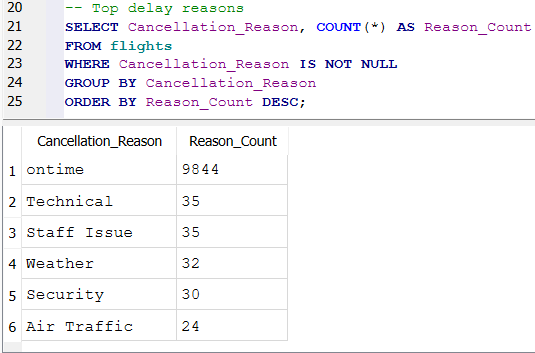 20 -- Top delay reasons
21 SELECT Cancellation_Reason, COUNT(*) AS Reason_Count
22 FROM flights
23 WHERE Cancellation_Reason IS NOT NULL
24 GROUP BY Cancellation_Reason
25 ORDER BY Reason_Count DESC;
Cancellation_Reason Reason_Count
1 ontime 9844
2 Technical 35
3 Staff Issue 35
4 Weather 32
5 Security 30
6 Air Traffic 24